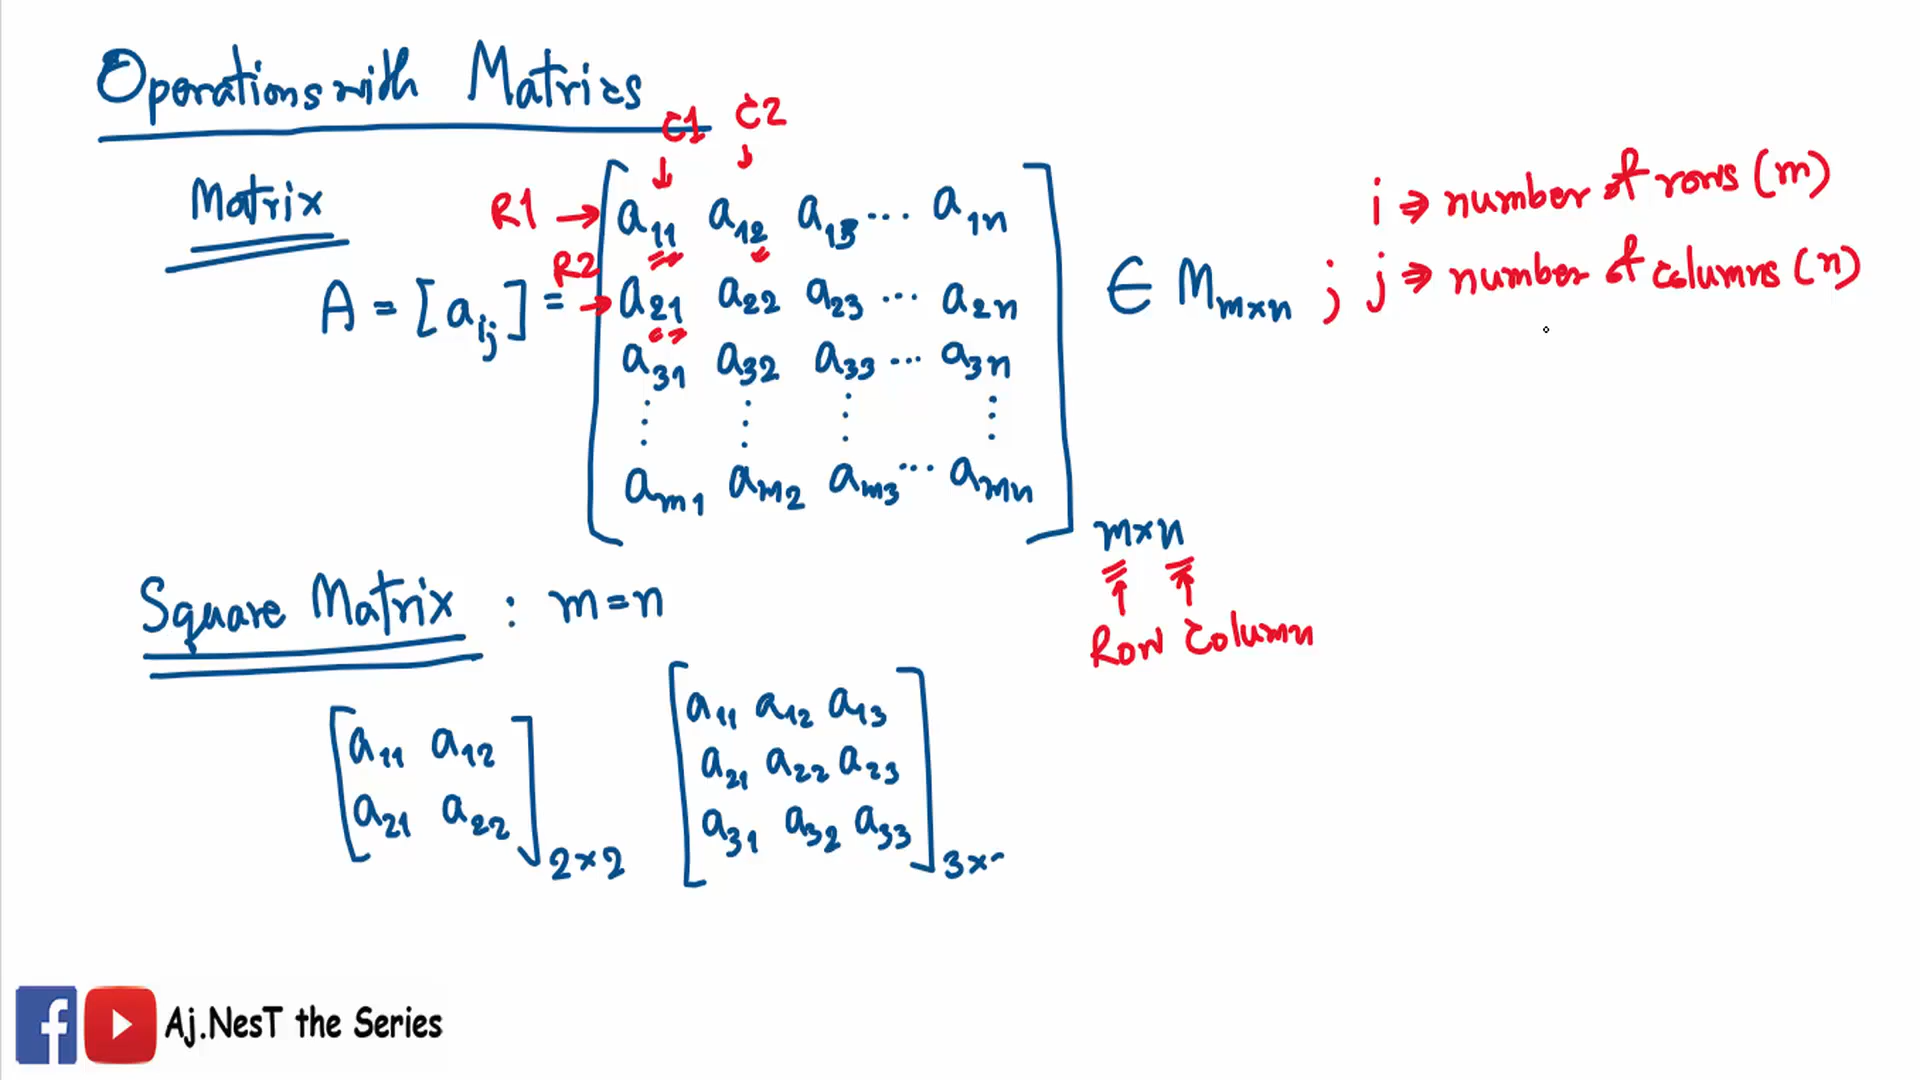 Operations with Matrics
C1 C2
Matrix
R1 → a11 a12 a13 ... a1n
i ⇒ number of rows (m)
A = [aij] = R2 → a21 a22 a23 ... a2n ∈ Mm×n ; j ⇒ number of columns (n)
a31 a32 a33 ... a3n
am1 am2 am3 ... amn
m×n
Row Column
Square Matrix : m=n
a11 a12
a21 a22
2×2
a11 a12 a13
a21 a22 a23
a31 a32 a33
3×
Aj.NesT the Series